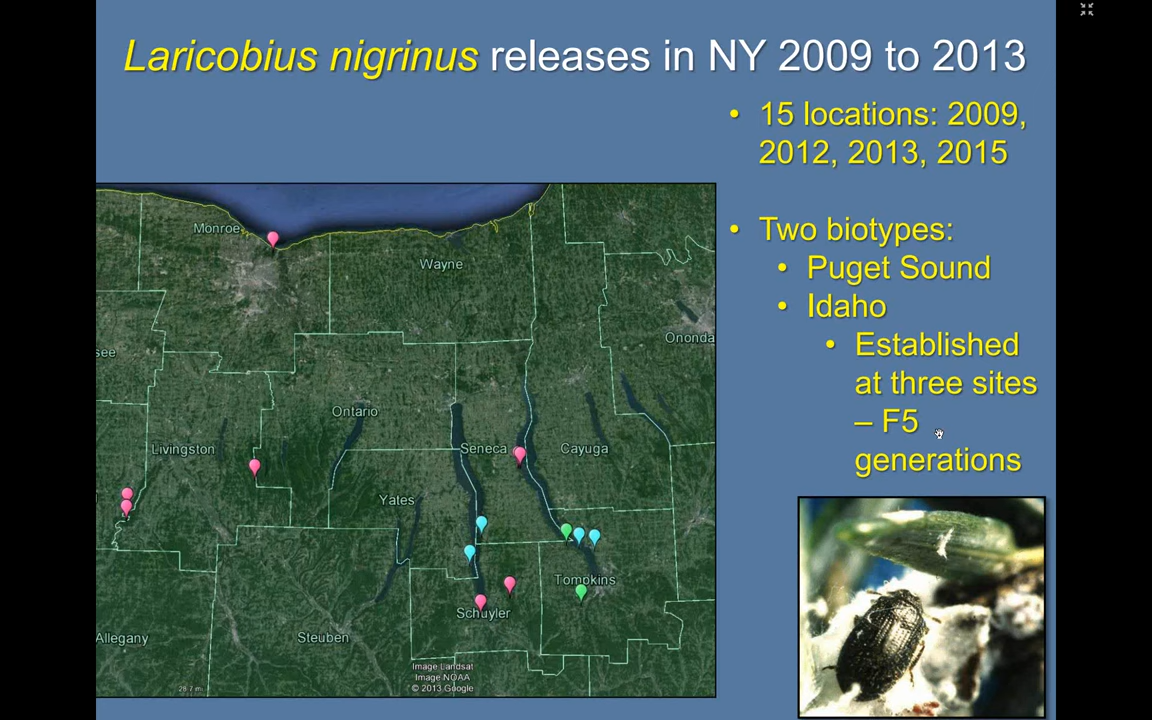 Laricobius nigrinus releases in NY 2009 to 2013
• 15 locations: 2009,
2012, 2013, 2015
• Two biotypes:
• Puget Sound
• Idaho
• Established
at three sites
– F5
generations
Monroe
Wayne
Ononda
see
Ontario
Livingston
Seneca
Cayuga
Yates
Tompkins
Schuyler
Allegany
Steuben
Image Landsat
Image NOAA
© 2013 Google
28.7 m